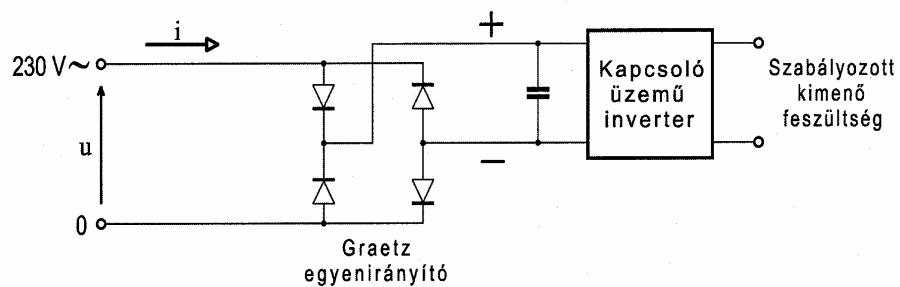 i
230 V~
u
0
+
−
Kapcsoló
üzemű
inverter
Szabályozott
kimenő
feszültség
Graetz
egyenirányító